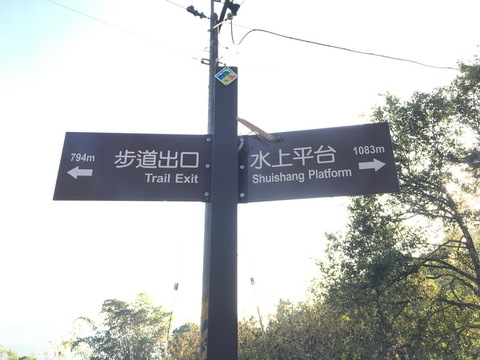 794m
步道出口
Trail Exit
水上平台
1083m
Shuishang Platform